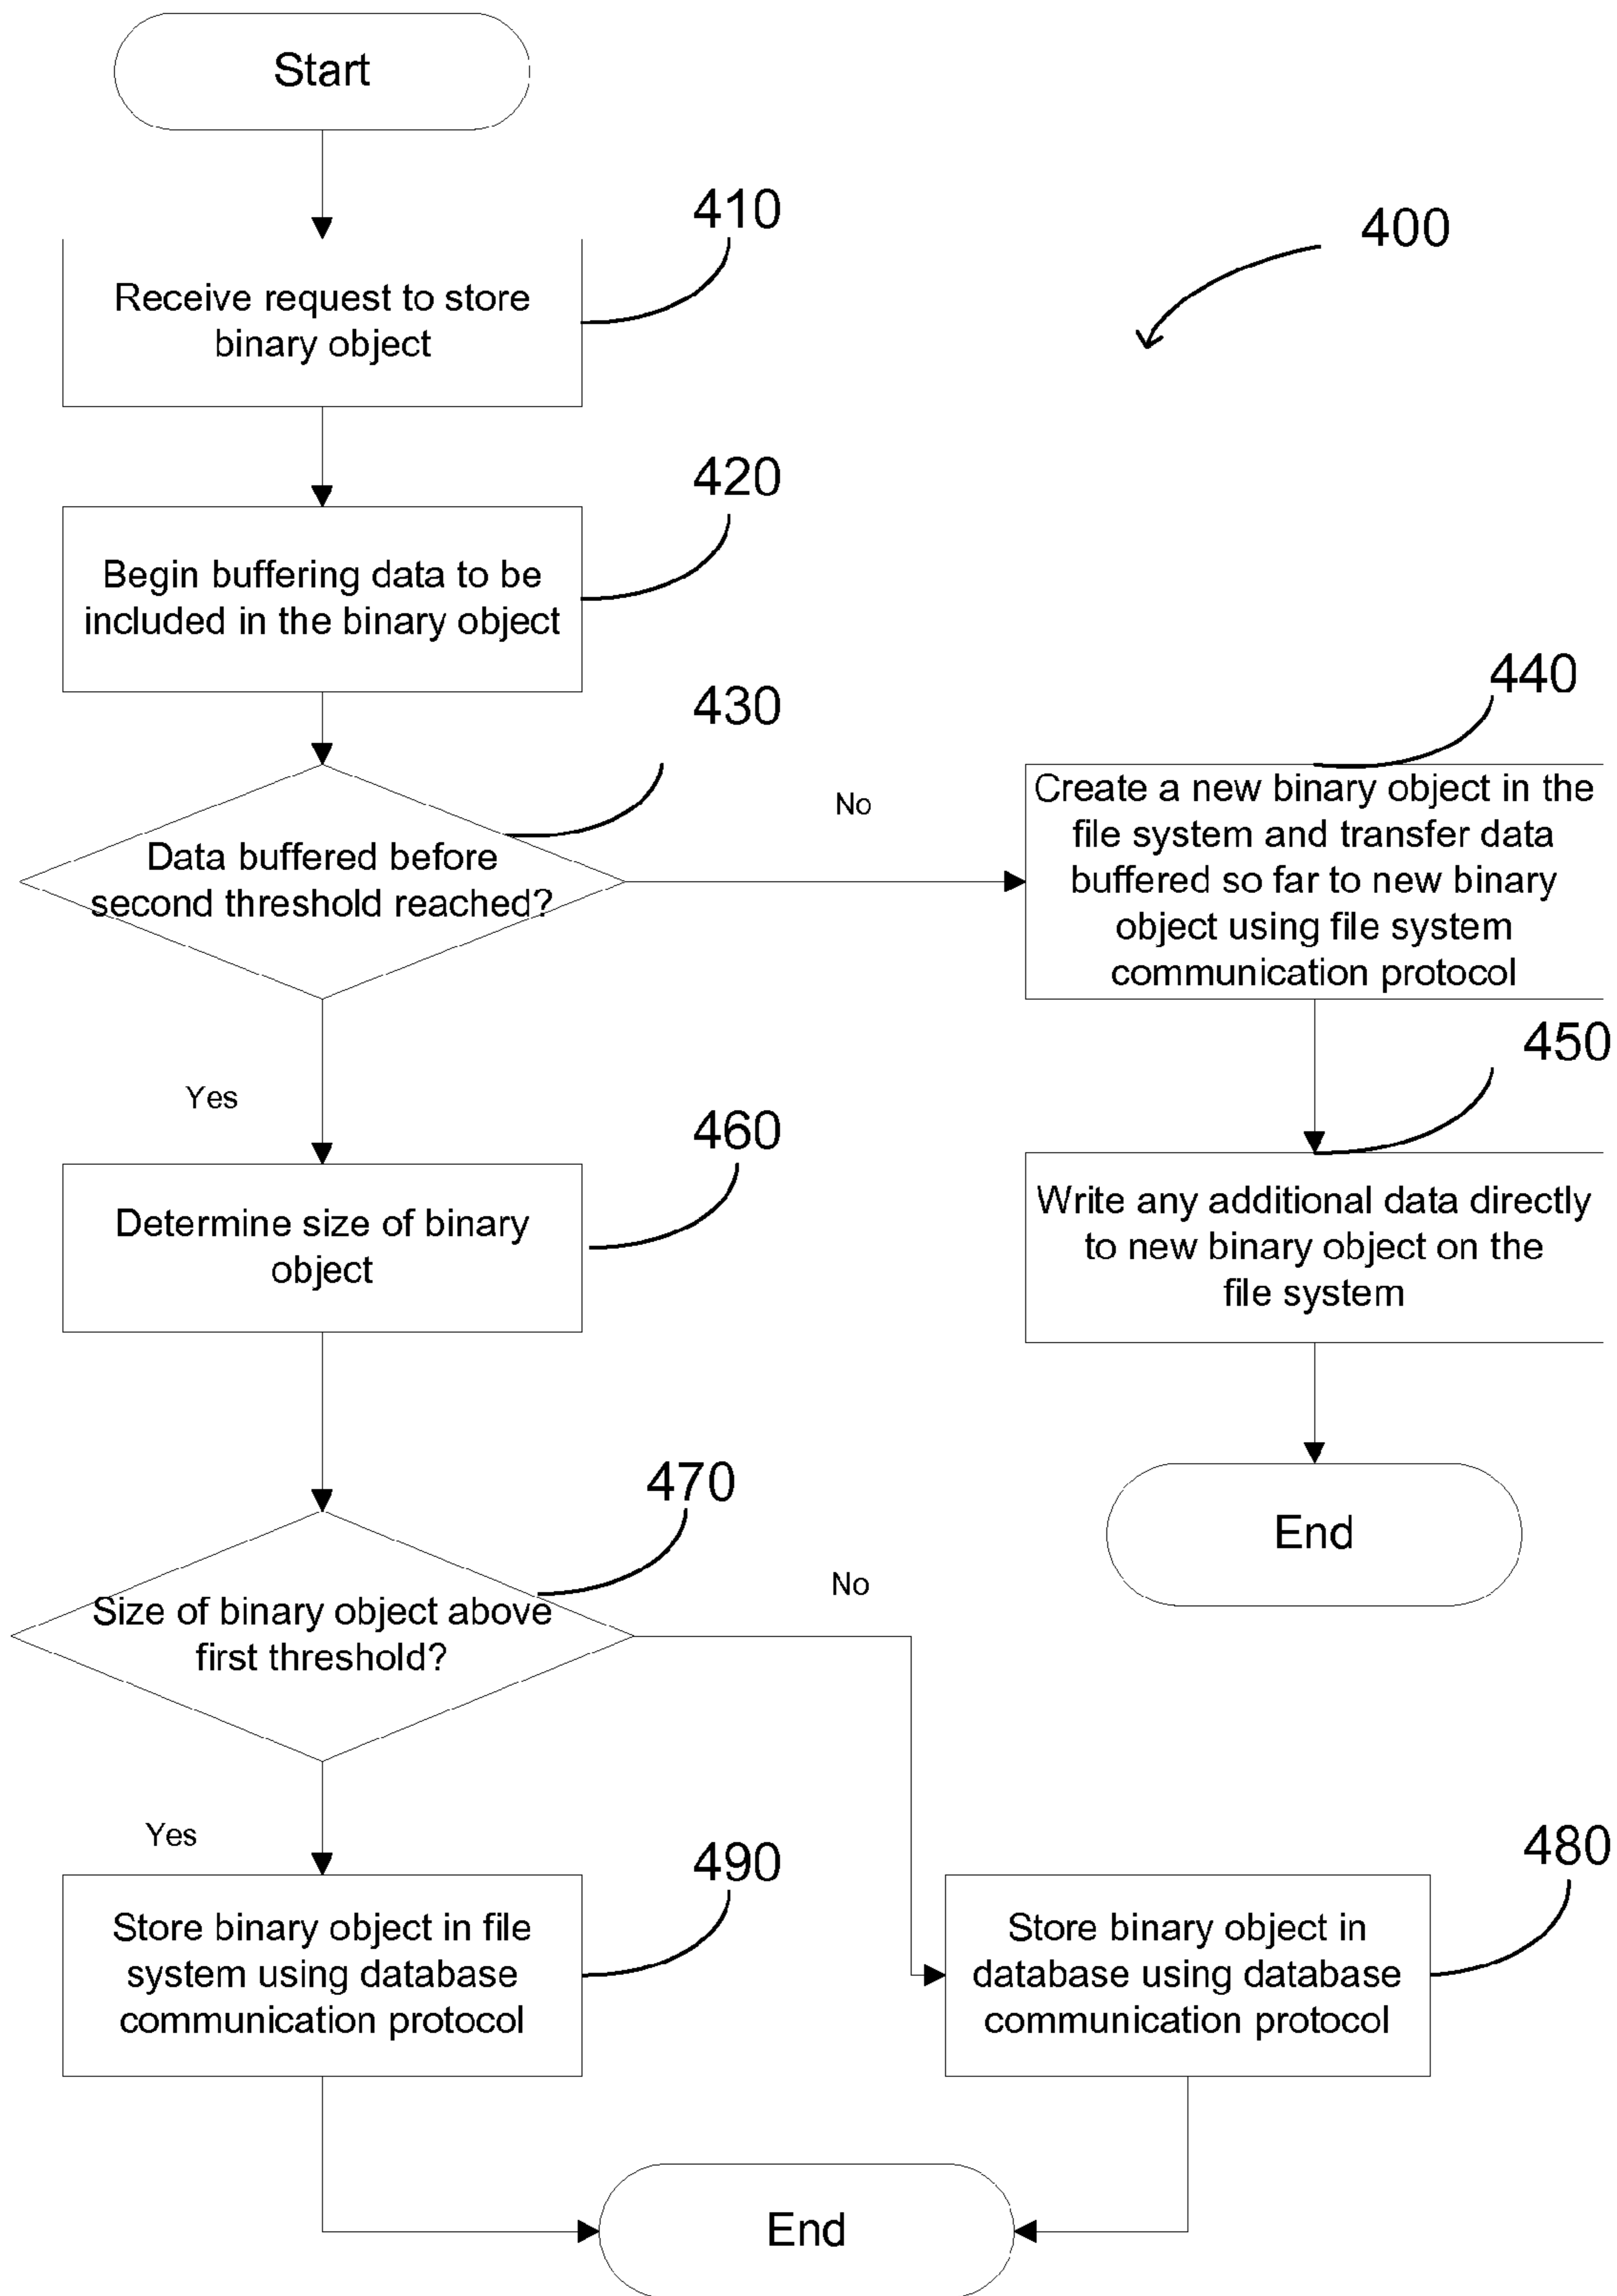 Start
410
400
Receive request to store
binary object
420
Begin buffering data to be
included in the binary object
430
440
No
Create a new binary object in the
file system and transfer data
buffered so far to new binary
object using file system
communication protocol
Data buffered before
second threshold reached?
450
Yes
460
Write any additional data directly
to new binary object on the
file system
Determine size of binary
object
470
End
No
Size of binary object above
first threshold?
Yes
490
480
Store binary object in file
system using database
communication protocol
Store binary object in
database using database
communication protocol
End